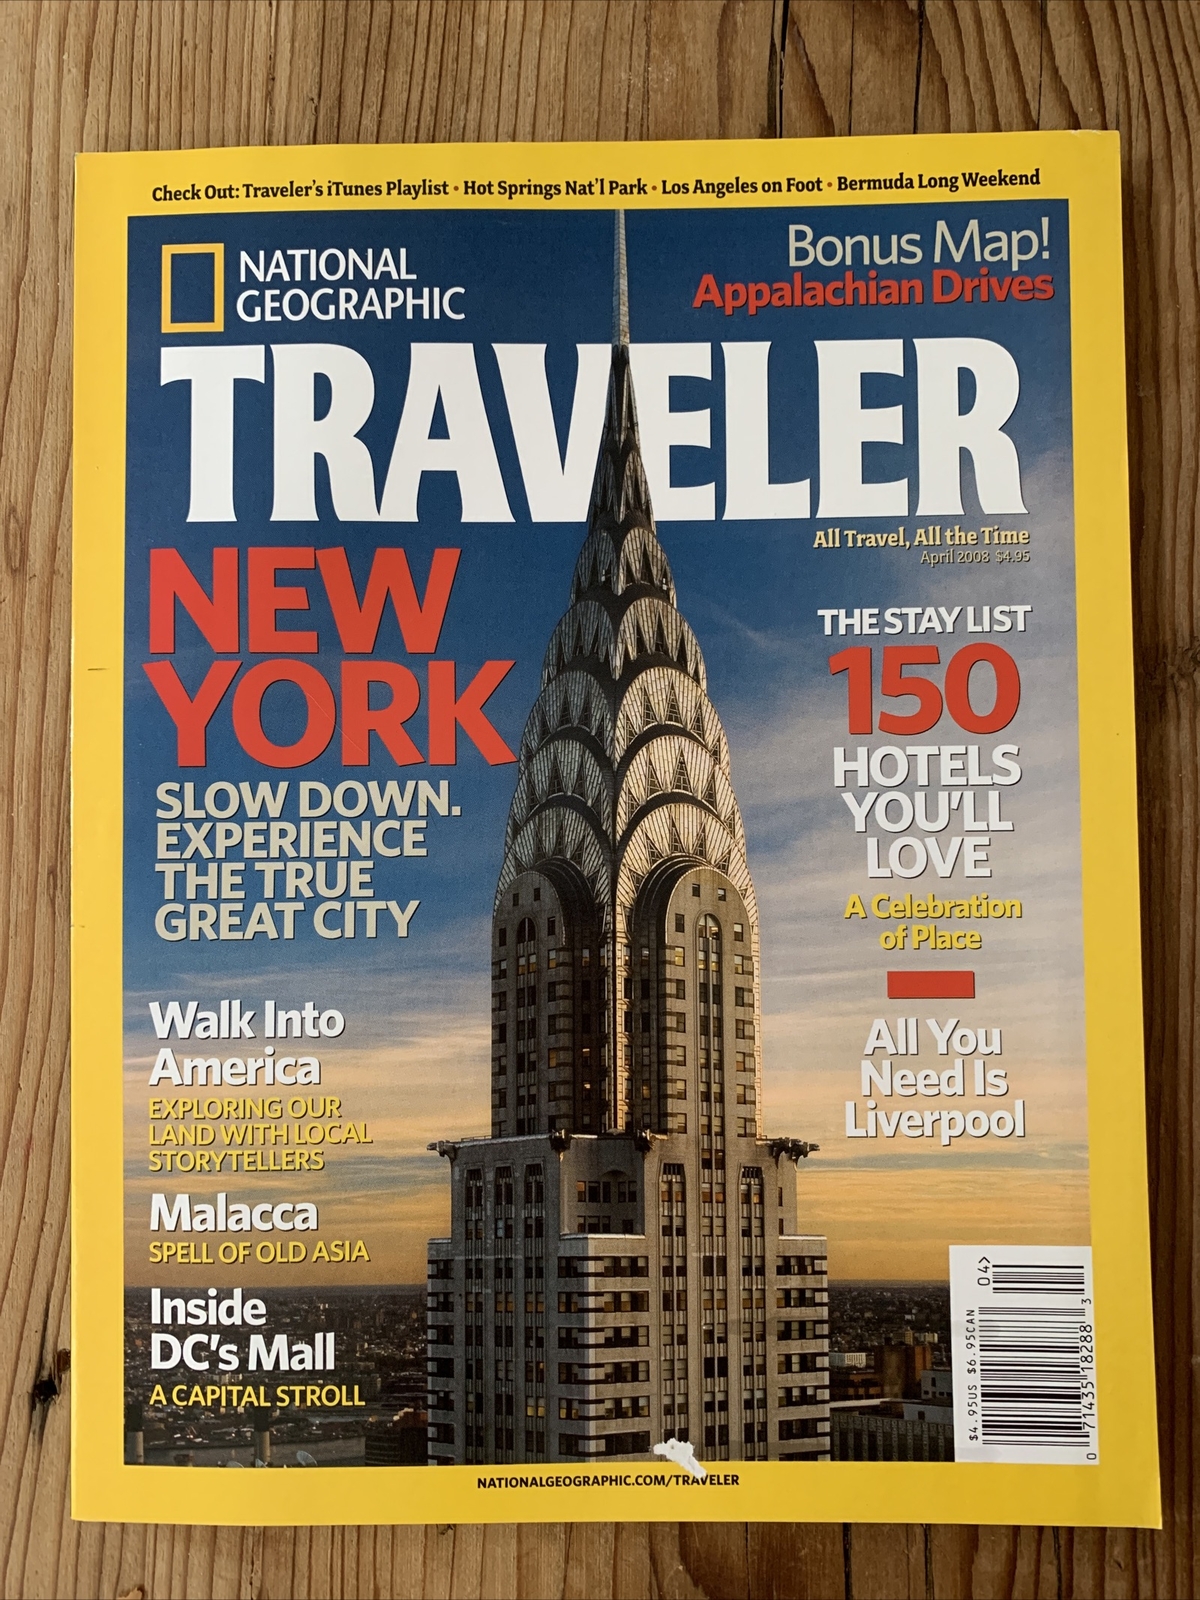 Check Out: Traveler's iTunes Playlist • Hot Springs Nat'l Park • Los Angeles on Foot • Bermuda Long Weekend
NATIONAL
GEOGRAPHIC
Bonus Map!
Appalachian Drives
TRAVELER
All Travel, All the Time
April 2008 $4.95
NEW
YORK
SLOW DOWN.
EXPERIENCE
THE TRUE
GREAT CITY
Walk Into
America
EXPLORING OUR
LAND WITH LOCAL
STORYTELLERS
Malacca
SPELL OF OLD ASIA
Inside
DC's Mall
A CAPITAL STROLL
THE STAY LIST
150
HOTELS
YOU'LL
LOVE
A Celebration
of Place
All You
Need Is
Liverpool
$4.95US $6.95CAN
04>
0 71435 18288 3
NATIONALGEOGRAPHIC.COM/TRAVELER